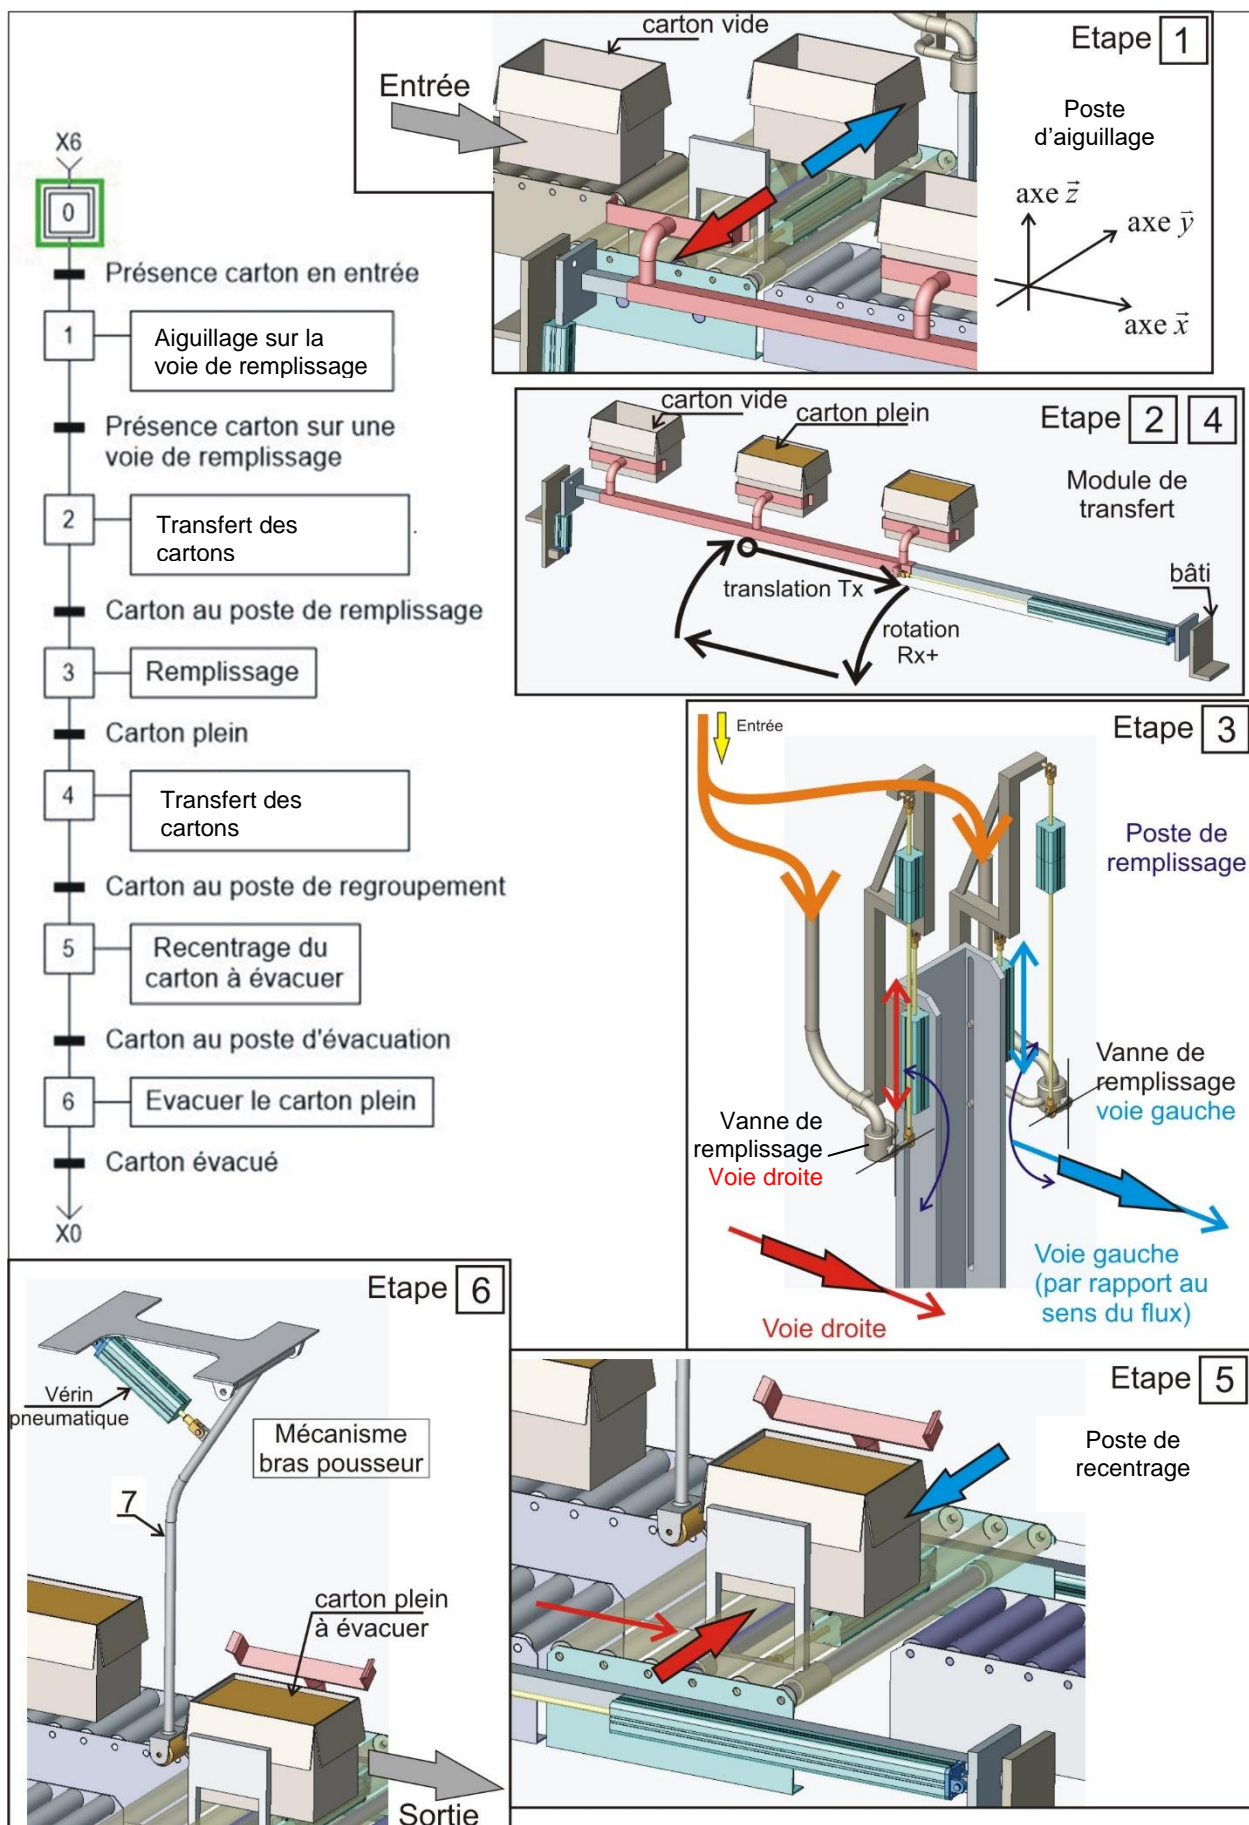 X6
0
Présence carton en entrée
1
Aiguillage sur la
voie de remplissage
Présence carton sur une
voie de remplissage
2
Transfert des
cartons
Carton au poste de remplissage
3
Remplissage
Carton plein
4
Transfert des
cartons
Carton au poste de regroupement
5
Recentrage du
carton à évacuer
Carton au poste d'évacuation
6
Evacuer le carton plein
Carton évacué
X0
carton vide
Etape 1
Entrée
Poste
d'aiguillage
axe z⃗
axe y⃗
axe x⃗
carton vide
carton plein
Etape 2 4
Module de
transfert
bâti
translation Tx
rotation
Rx+
Entrée
Etape 3
Poste de
remplissage
Vanne de
remplissage
voie gauche
Vanne de
remplissage
Voie droite
Voie gauche
(par rapport au
sens du flux)
Voie droite
Etape 6
Vérin
pneumatique
Mécanisme
bras pousseur
7
carton plein
à évacuer
Sortie
Etape 5
Poste de
recentrage